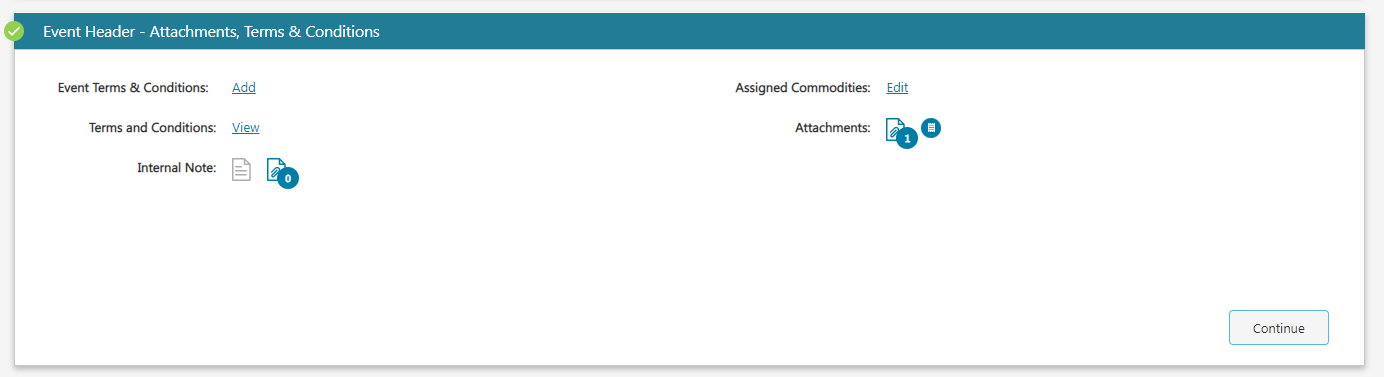 Event Header - Attachments, Terms & Conditions
Event Terms & Conditions: Add
Assigned Commodities: Edit
Terms and Conditions: View
Attachments: 1
Internal Note: 0
Continue